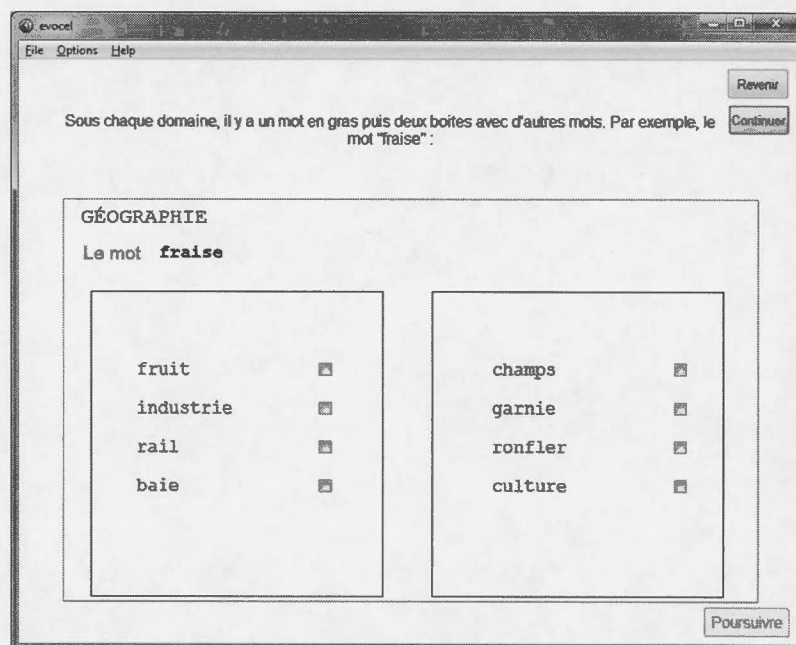 evocel
File Options Help
Revenir
Continuer
Sous chaque domaine, il y a un mot en gras puis deux boites avec d'autres mots. Par exemple, le
mot "fraise" :
GÉOGRAPHIE
Le mot fraise
fruit
industrie
rail
baie
champs
garnie
ronfler
culture
Poursuivre